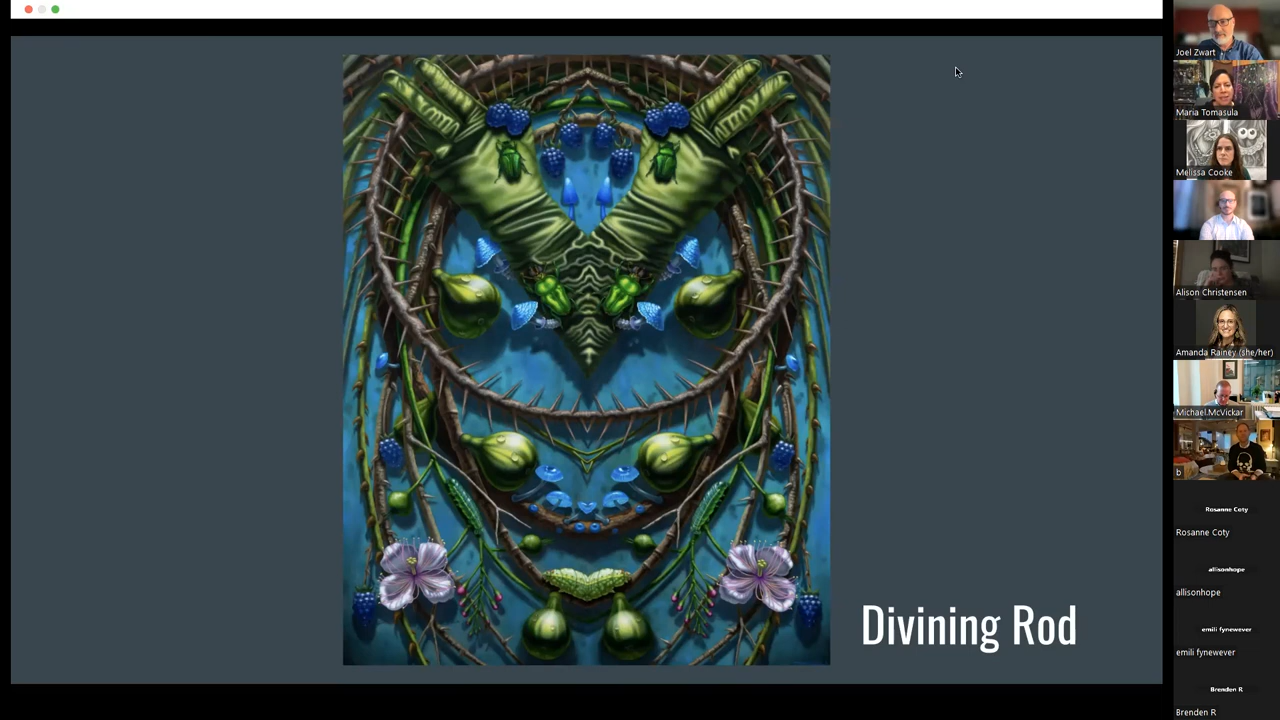 Divining Rod
Joel Zwart
Maria Tomasula
Melissa Cooke
Alison Christensen
Amanda Rainey (she/her)
Michael.McVickar
b
Rosanne Coty
Rosanne Coty
allisonhope
allisonhope
emili fynewever
emili fynewever
Brenden R
Brenden R